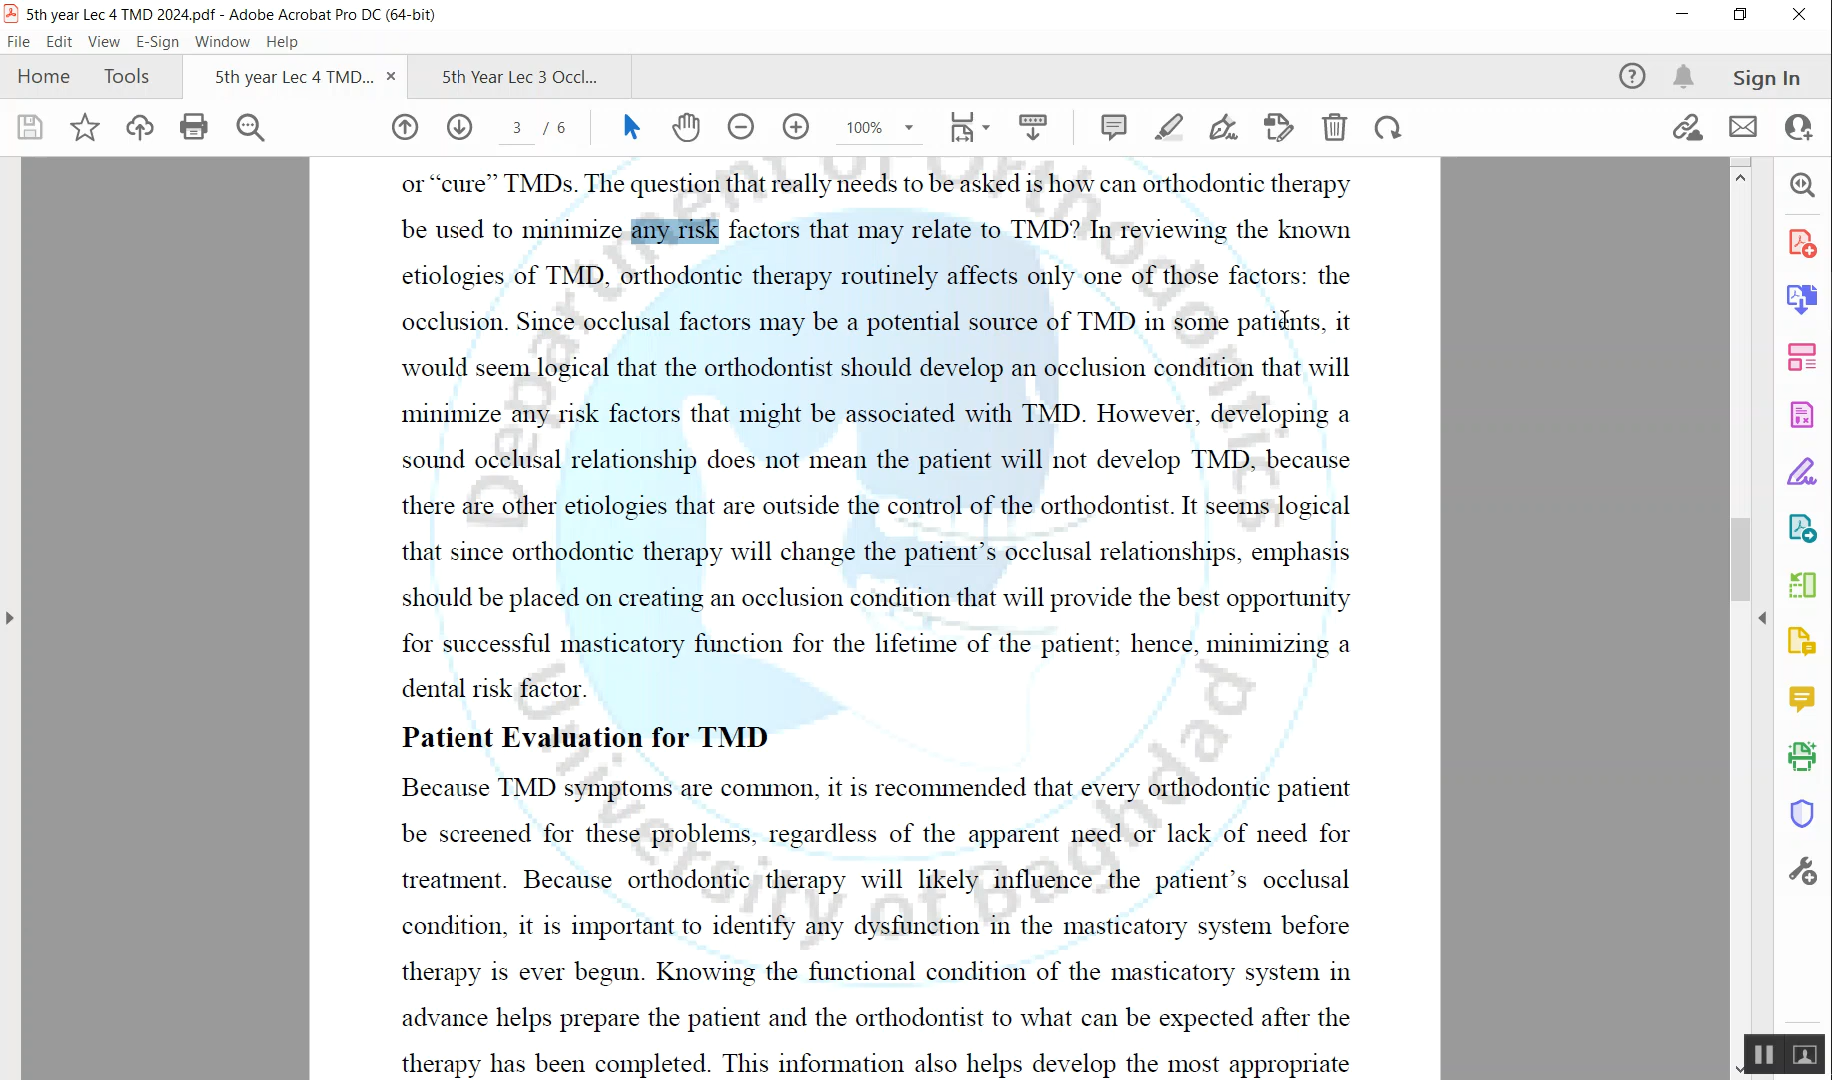 5th year Lec 4 TMD 2024.pdf - Adobe Acrobat Pro DC (64-bit)
File Edit View E-Sign Window Help
Home Tools 5th year Lec 4 TMD... × 5th Year Lec 3 Occl... Sign In
3 / 6 100%
or “cure” TMDs. The question that really needs to be asked is how can orthodontic therapy
be used to minimize any risk factors that may relate to TMD? In reviewing the known
etiologies of TMD, orthodontic therapy routinely affects only one of those factors: the
occlusion. Since occlusal factors may be a potential source of TMD in some patients, it
would seem logical that the orthodontist should develop an occlusion condition that will
minimize any risk factors that might be associated with TMD. However, developing a
sound occlusal relationship does not mean the patient will not develop TMD, because
there are other etiologies that are outside the control of the orthodontist. It seems logical
that since orthodontic therapy will change the patient’s occlusal relationships, emphasis
should be placed on creating an occlusion condition that will provide the best opportunity
for successful masticatory function for the lifetime of the patient; hence, minimizing a
dental risk factor.
Patient Evaluation for TMD
Because TMD symptoms are common, it is recommended that every orthodontic patient
be screened for these problems, regardless of the apparent need or lack of need for
treatment. Because orthodontic therapy will likely influence the patient’s occlusal
condition, it is important to identify any dysfunction in the masticatory system before
therapy is ever begun. Knowing the functional condition of the masticatory system in
advance helps prepare the patient and the orthodontist to what can be expected after the
therapy has been completed. This information also helps develop the most appropriate
Department of Orthodontics
University of Baghdad